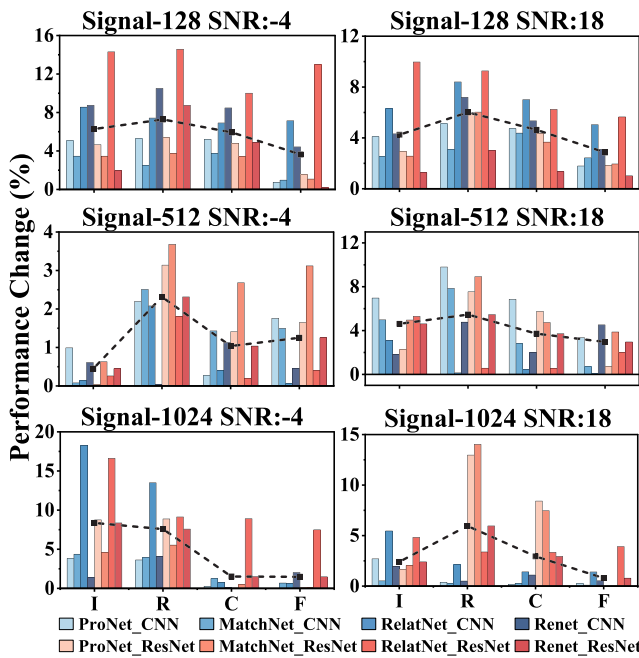 Signal-128 SNR:-4
Signal-128 SNR:18
16
12
8
4
0
12
8
4
0
Signal-512 SNR:-4
Signal-512 SNR:18
4
3
2
1
0
12
8
4
0
Signal-1024 SNR:-4
Signal-1024 SNR:18
20
15
10
5
0
15
10
5
0
Performance Change (%)
I R C F
I R C F
ProNet_CNN MatchNet_CNN RelatNet_CNN Renet_CNN
ProNet_ResNet MatchNet_ResNet RelatNet_ResNet Renet_ResNet